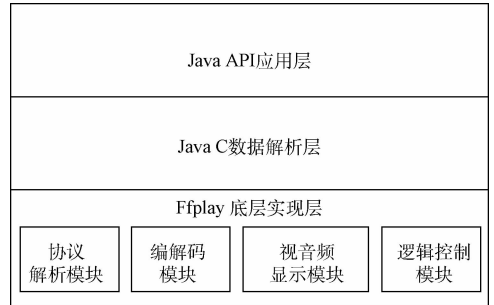 Java API应用层
Java C数据解析层
Ffplay 底层实现层
协议
解析模块
编解码
模块
视音频
显示模块
逻辑控制
模块